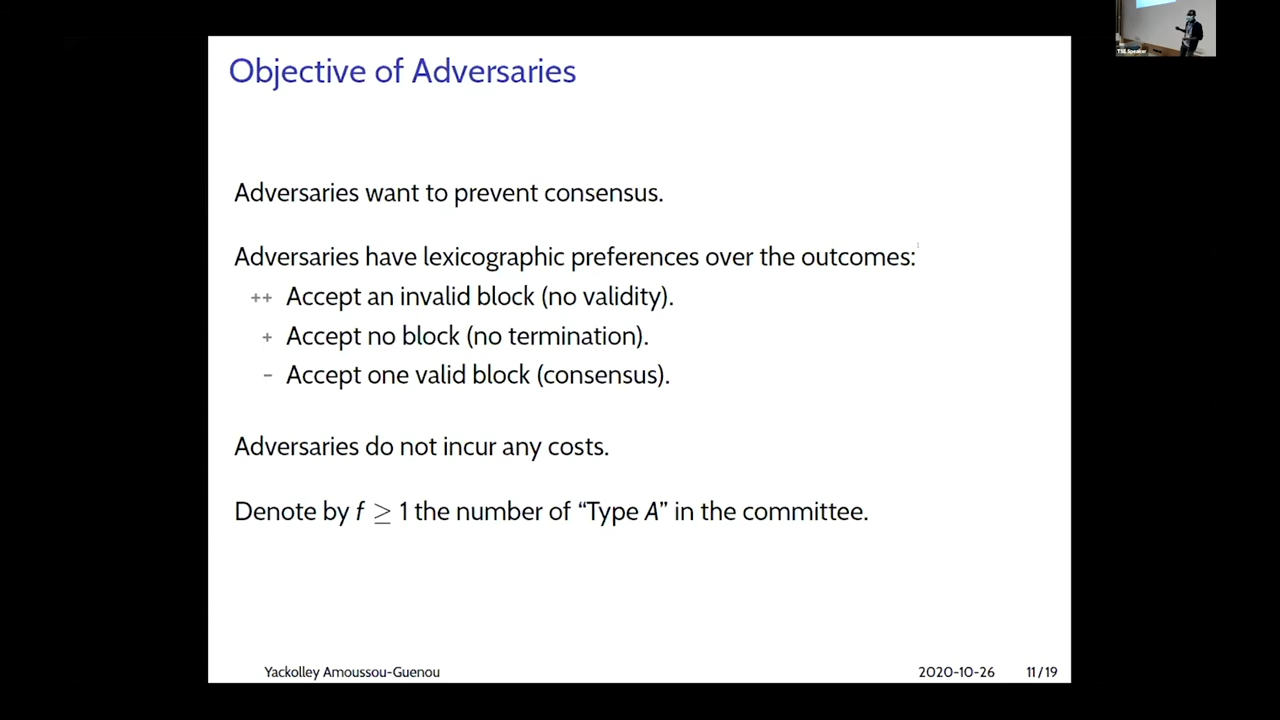 TSE Speaker
Objective of Adversaries
Adversaries want to prevent consensus.
Adversaries have lexicographic preferences over the outcomes:
++ Accept an invalid block (no validity).
+ Accept no block (no termination).
- Accept one valid block (consensus).
Adversaries do not incur any costs.
Denote by f ≥ 1 the number of “Type A” in the committee.
Yackolley Amoussou-Guenou 2020-10-26 11/19